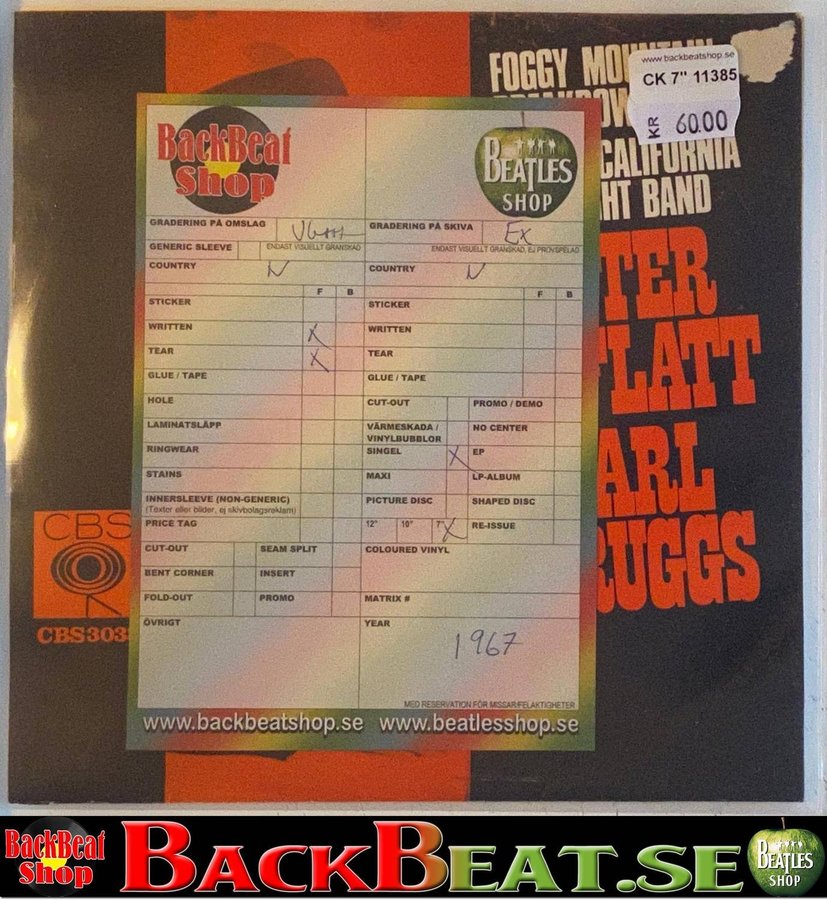 FOGGY MOUNTAIN
www.backbeatshop.se
CK 7" 11385
KR 60.00
CALIFORNIA
HT BAND
TER
FLATT
ARL
RUGGS
CBS
CBS303
BackBeat
Shop
BEATLES
SHOP
GRADERING PÅ OMSLAG VG+++
GRADERING PÅ SKIVA EX
GENERIC SLEEVE ENDAST VISUELLT GRANSKAD
ENDAST VISUELLT GRANSKAD, EJ PROVSPELAD
COUNTRY N
COUNTRY N
F B
F B
STICKER
STICKER
WRITTEN X
WRITTEN
TEAR X
TEAR
GLUE / TAPE
GLUE / TAPE
HOLE
CUT-OUT PROMO / DEMO
LAMINATSLÄPP
VÄRMESKADA / NO CENTER
VINYLBUBBLOR
RINGWEAR
SINGEL X EP
STAINS
MAXI LP-ALBUM
INNERSLEEVE (NON-GENERIC)
(Texter eller bilder, ej skivbolagsreklam)
PICTURE DISC SHAPED DISC
PRICE TAG
12" 10" 7" X RE-ISSUE
CUT-OUT SEAM SPLIT
COLOURED VINYL
BENT CORNER INSERT
FOLD-OUT PROMO
MATRIX #
ÖVRIGT
YEAR
1967
MED RESERVATION FÖR MISSAR/FELAKTIGHETER
www.backbeatshop.se www.beatlesshop.se
BackBeat
Shop
BACKBEAT.SE
BEATLES
SHOP